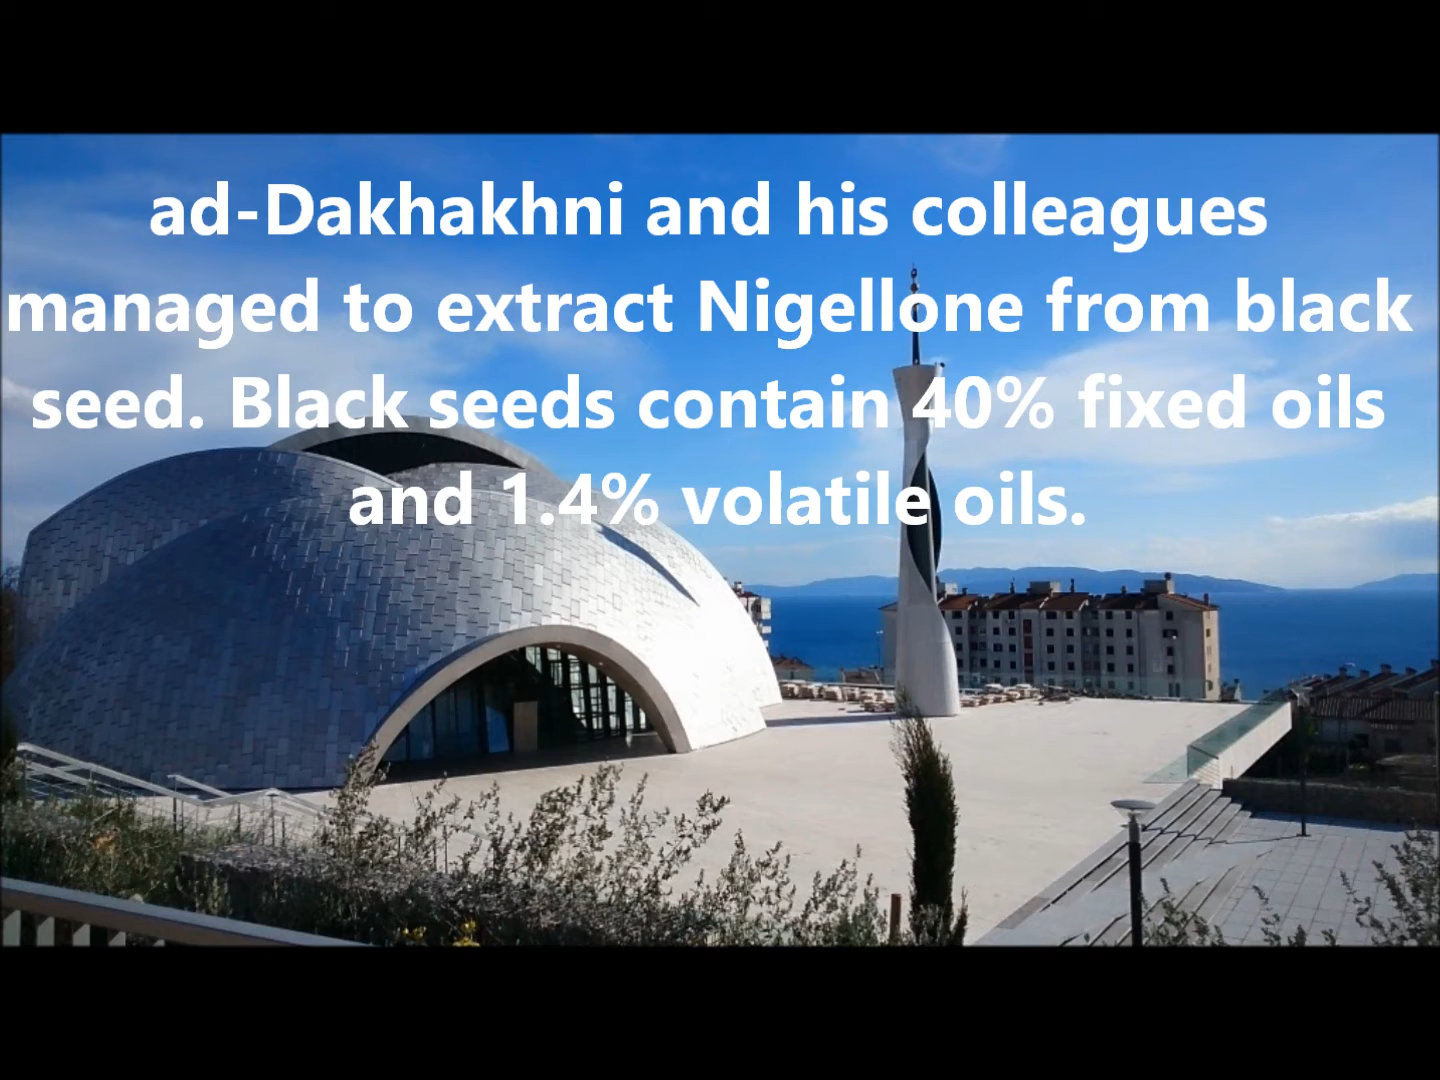 ad-Dakhakhni and his colleagues
managed to extract Nigellone from black
seed. Black seeds contain 40% fixed oils
and 1.4% volatile oils.